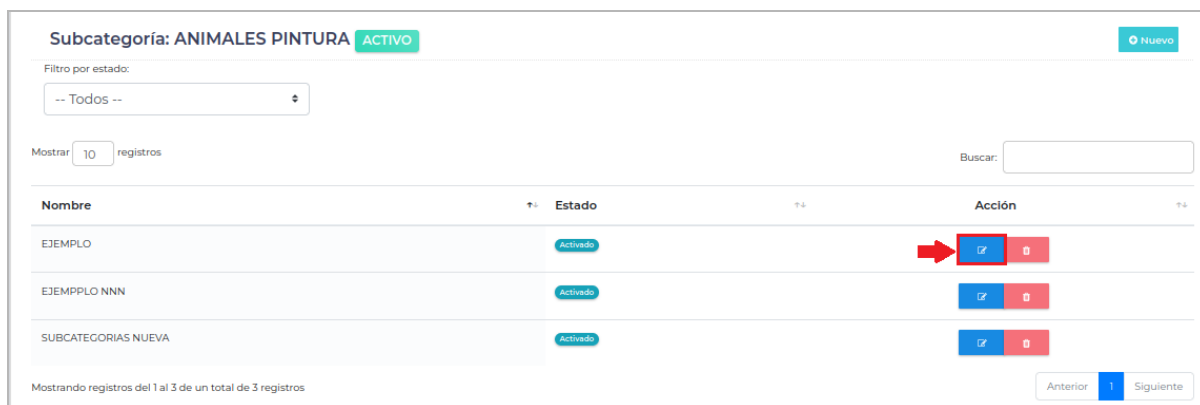 Subcategoría: ANIMALES PINTURA ACTIVO
Nuevo
Filtro por estado:
-- Todos --
Mostrar 10 registros
Buscar:
Nombre Estado Acción
EJEMPLO Activado
EJEMPPLO NNN Activado
SUBCATEGORIAS NUEVA Activado
Mostrando registros del 1 al 3 de un total de 3 registros
Anterior 1 Siguiente